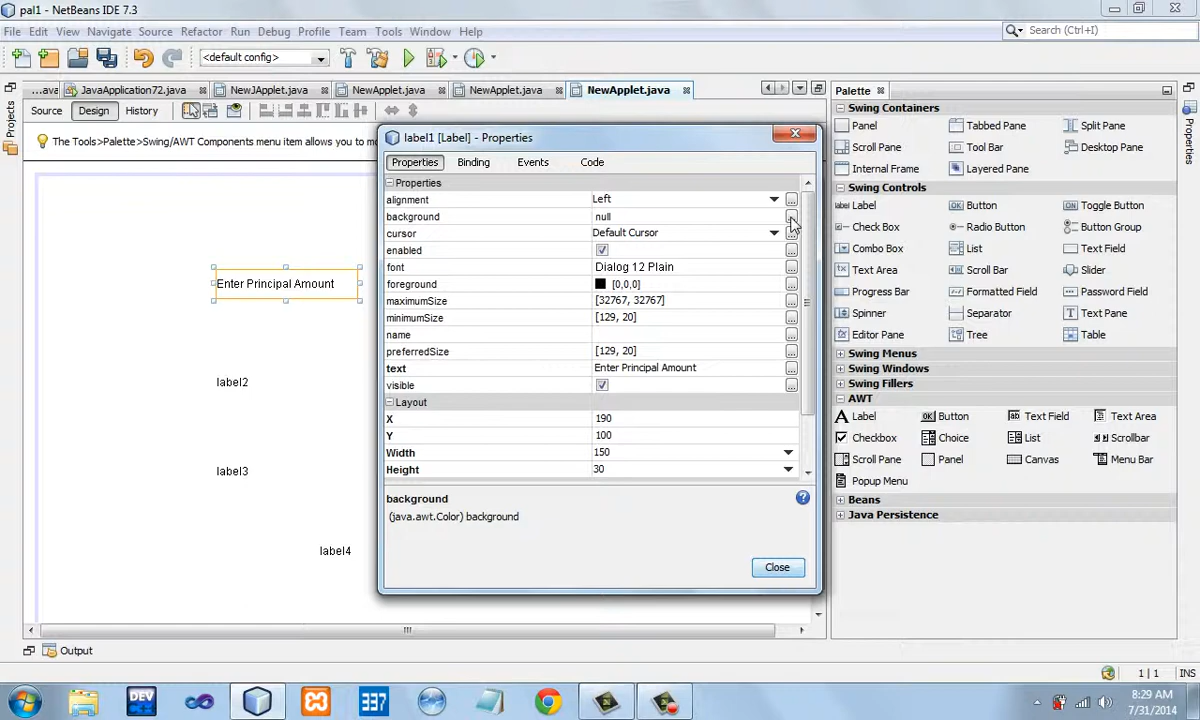 pal1 - NetBeans IDE 7.3
File Edit View Navigate Source Refactor Run Debug Profile Team Tools Window Help
Search (Ctrl+I)
<default config>
...ava JavaApplication72.java NewJApplet.java NewApplet.java NewApplet.java NewApplet.java
Source Design History
The Tools>Palette>Swing/AWT Components menu item allows you to m
Projects
Enter Principal Amount
label2
label3
label4
label1 [Label] - Properties
Properties Binding Events Code
Properties
alignment Left
background null
cursor Default Cursor
enabled
font Dialog 12 Plain
foreground [0,0,0]
maximumSize [32767, 32767]
minimumSize [129, 20]
name
preferredSize [129, 20]
text Enter Principal Amount
visible
Layout
X 190
Y 100
Width 150
Height 30
background
(java.awt.Color) background
Close
Palette
Swing Containers
Panel Tabbed Pane Split Pane
Scroll Pane Tool Bar Desktop Pane
Internal Frame Layered Pane
Swing Controls
label Label OK Button OK Toggle Button
Check Box Radio Button Button Group
Combo Box List Text Field
Text Area Scroll Bar Slider
Progress Bar Formatted Field Password Field
Spinner Separator T Text Pane
Editor Pane Tree Table
Swing Menus
Swing Windows
Swing Fillers
AWT
A Label OK Button Text Field Text Area
Checkbox Choice List Scrollbar
Scroll Pane Panel Canvas Menu Bar
Popup Menu
Beans
Java Persistence
Properties
Output
1 | 1 INS
DEV
337
8:29 AM
7/31/2014